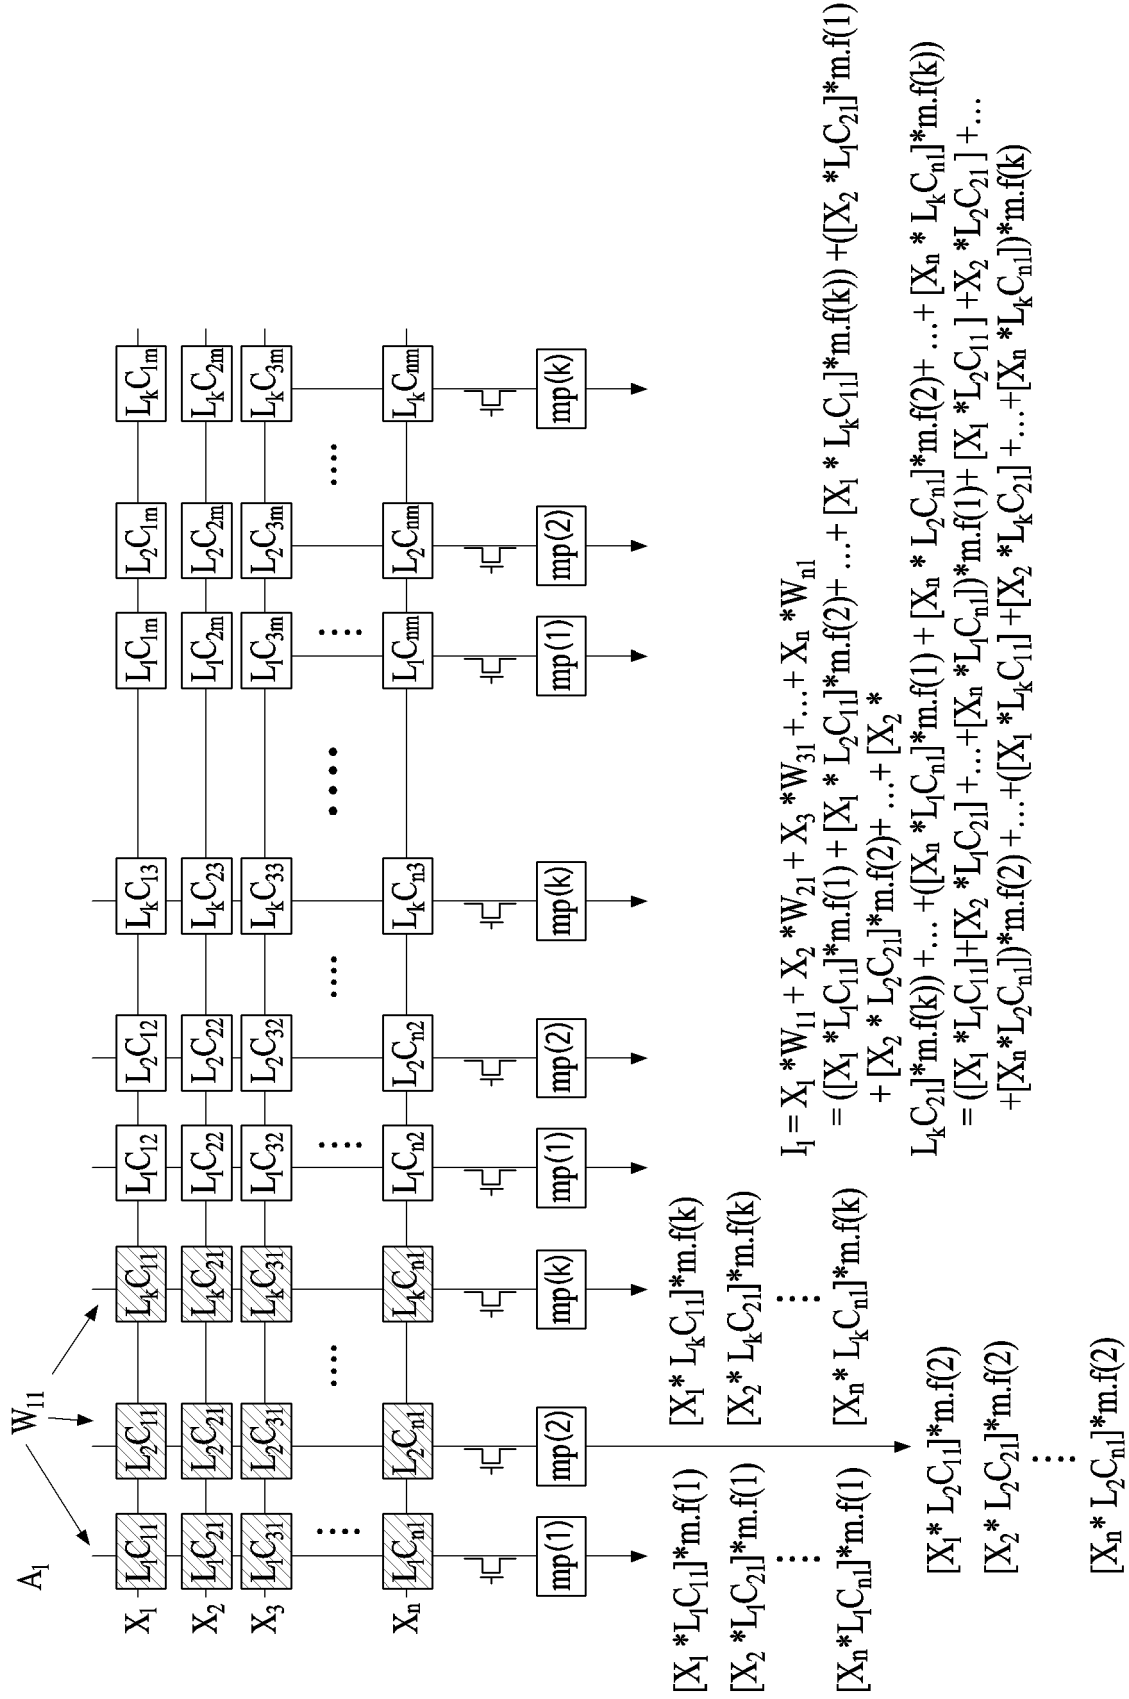 A₁
W₁₁
X₁ L₁C₁₁ L₂C₁₁ LₖC₁₁ L₁C₁₂ L₂C₁₂ LₖC₁₃ L₁C₁ₘ L₂C₁ₘ LₖC₁ₘ
X₂ L₁C₂₁ L₂C₂₁ LₖC₂₁ L₁C₂₂ L₂C₂₂ LₖC₂₃ L₁C₂ₘ L₂C₂ₘ LₖC₂ₘ
X₃ L₁C₃₁ L₂C₃₁ .... LₖC₃₁ L₁C₃₂ L₂C₃₂ .... LₖC₃₃ .... L₁C₃ₘ L₂C₃ₘ .... LₖC₃ₘ
.... .... ....
Xₙ L₁Cₙ₁ L₂Cₙ₁ LₖCₙ₁ L₁Cₙ₂ L₂Cₙ₂ LₖCₙ₃ L₁Cₙₘ L₂Cₙₘ LₖCₙₘ
mp(1) mp(2) mp(k) mp(1) mp(2) mp(k) mp(1) mp(2) mp(k)
[X₁ *L₁C₁₁]*m.f(1)
[X₂ *L₁C₂₁]*m.f(1)
....
[Xₙ*L₁Cₙ₁]*m.f(1)
[X₁* L₂C₁₁]*m.f(2)
[X₂* L₂C₂₁]*m.f(2)
....
[Xₙ* L₂Cₙ₁]*m.f(2)
[X₁* LₖC₁₁]*m.f(k)
[X₂* LₖC₂₁]*m.f(k)
....
[Xₙ* LₖCₙ₁]*m.f(k)
I₁ = X₁ *W₁₁ + X₂ *W₂₁ + X₃ *W₃₁ +...+ Xₙ *Wₙ₁
= ([X₁ *L₁C₁₁]*m.f(1) + [X₁ * L₂C₁₁]*m.f(2)+ ...+ [X₁ * LₖC₁₁]*m.f(k)) +([X₂ *L₁C₂₁]*m.f(1)
+ [X₂ * L₂C₂₁]*m.f(2)+ ...+ [X₂ *
LₖC₂₁]*m.f(k)) +... +([Xₙ *L₁Cₙ₁]*m.f(1) + [Xₙ * L₂Cₙ₁]*m.f(2)+ ...+ [Xₙ * LₖCₙ₁]*m.f(k))
= ([X₁ *L₁C₁₁]+[X₂ *L₁C₂₁] +...+[Xₙ *L₁Cₙ₁])*m.f(1)+ [X₁ *L₂C₁₁] +X₂ *L₂C₂₁] +...
+[Xₙ*L₂Cₙ₁])*m.f(2) +...+([X₁ *LₖC₁₁] +[X₂ *LₖC₂₁] +...+[Xₙ *LₖCₙ₁])*m.f(k)